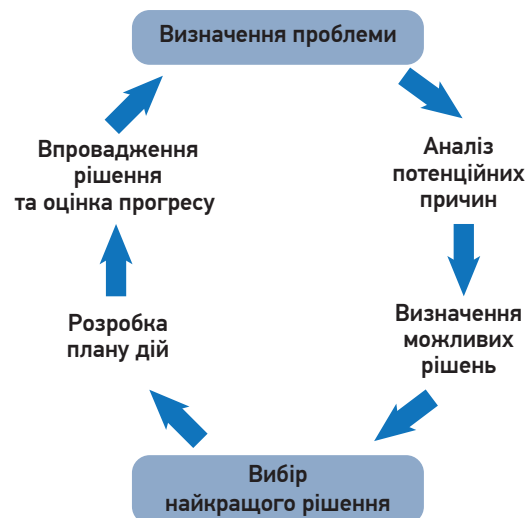 Визначення проблеми
Аналіз
потенційних
причин
Визначення
можливих
рішень
Вибір
найкращого рішення
Розробка
плану дій
Впровадження
рішення
та оцінка прогресу